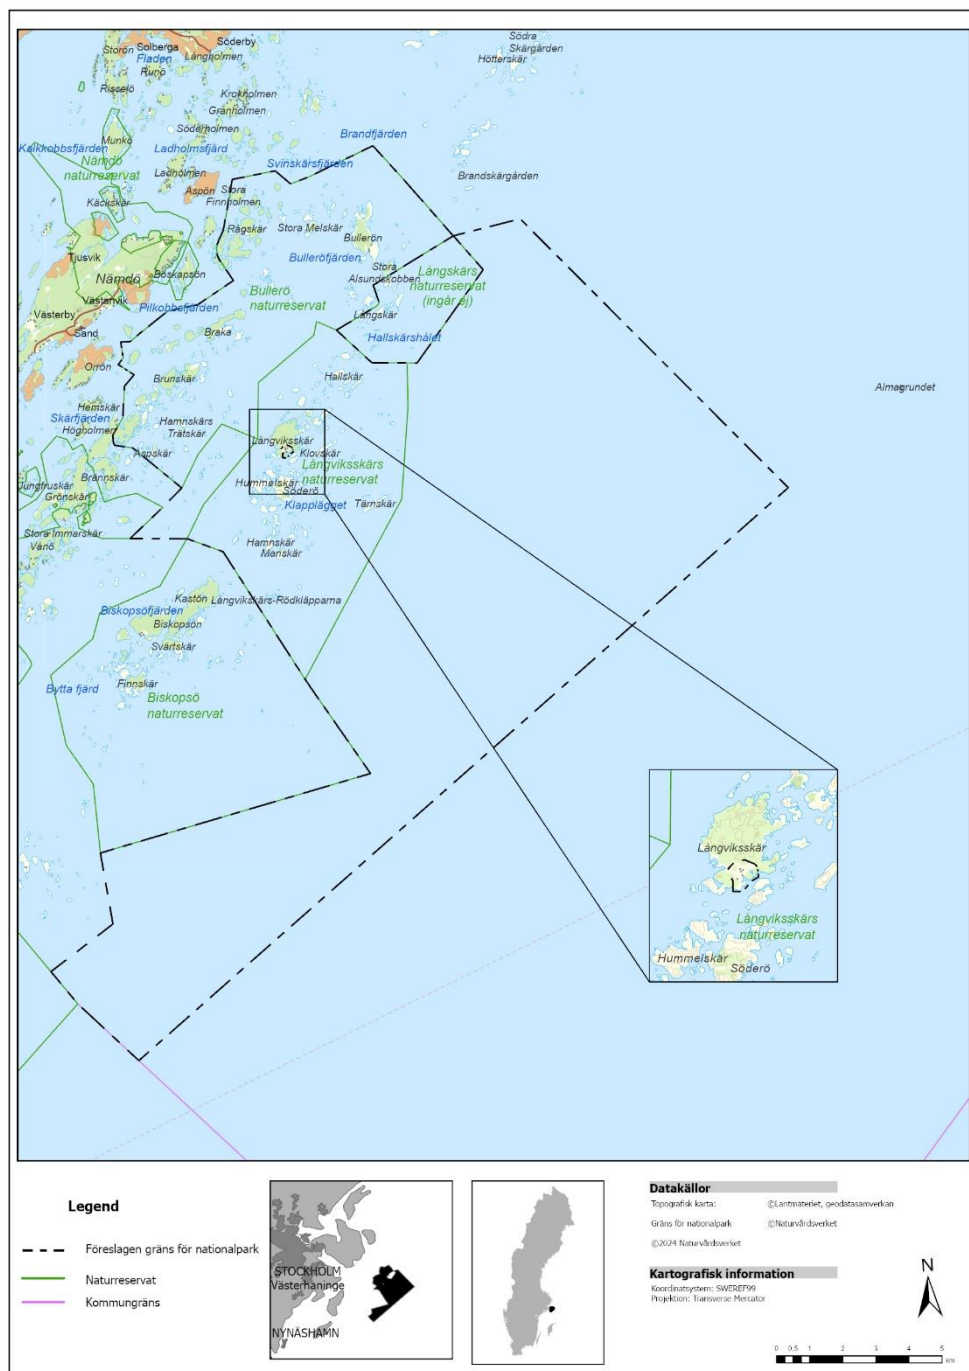 Storön
Solberga
Söderby
Fladen
Långholmen
Runö
Risselö
Södra
Skärgården
Hötterskär
Krokholmen
Granholmen
Söderholmen
Munkö
Brandfjärden
Kalkkobbsfjärden
Ladholmsfjärd
Nämdö
naturreservat
Svinskärsfjärden
Ladholmen
Brandskärgården
Aspön
Stora
Finnholmen
Käckskär
Rågskär
Stora Melskär
Bullerön
Tjusvik
Bulleröfjärden
Stora
Alsundskobben
Långskärs
naturreservat
(ingår ej)
Nämdö
Boskapsön
Bullerö
naturreservat
Västanvik
Pilkobbsfjärden
Västerby
Långskär
Sand
Braka
Hallskärshålet
Orrön
Brunskär
Hallskär
Almagrundet
Hemskär
Skärfjärden
Högholmen
Hamnskärs
Trätskär
Långviksskär
Klovskär
Aspskär
Långviksskärs
naturreservat
Brännskär
Jungfruskär
Grönskär
Hummelskär
Söderö
Klapplägget
Tärnskär
Stora Immarskär
Vånö
Hamnskär
Manskär
Kastön
Långvikskärs-Rödkläpparna
Biskopsöfjärden
Biskopsön
Svartskär
Finnskär
Bytta fjärd
Biskopsö
naturreservat
Långviksskär
Långviksskärs
naturreservat
Hummelskär
Söderö
Legend
Föreslagen gräns för nationalpark
Naturreservat
Kommungräns
STOCKHOLM
Västerhaninge
NYNÄSHAMN
Datakällor
Topografisk karta: ©Lantmäteriet, geodatasamverkan
Gräns för nationalpark ©Naturvårdsverket
©2024 Naturvårdsverket
Kartografisk information
Koordinatsystem: SWEREF99
Projektion: Transverse Mercator
N
0 0,5 1 2 3 4 5
km